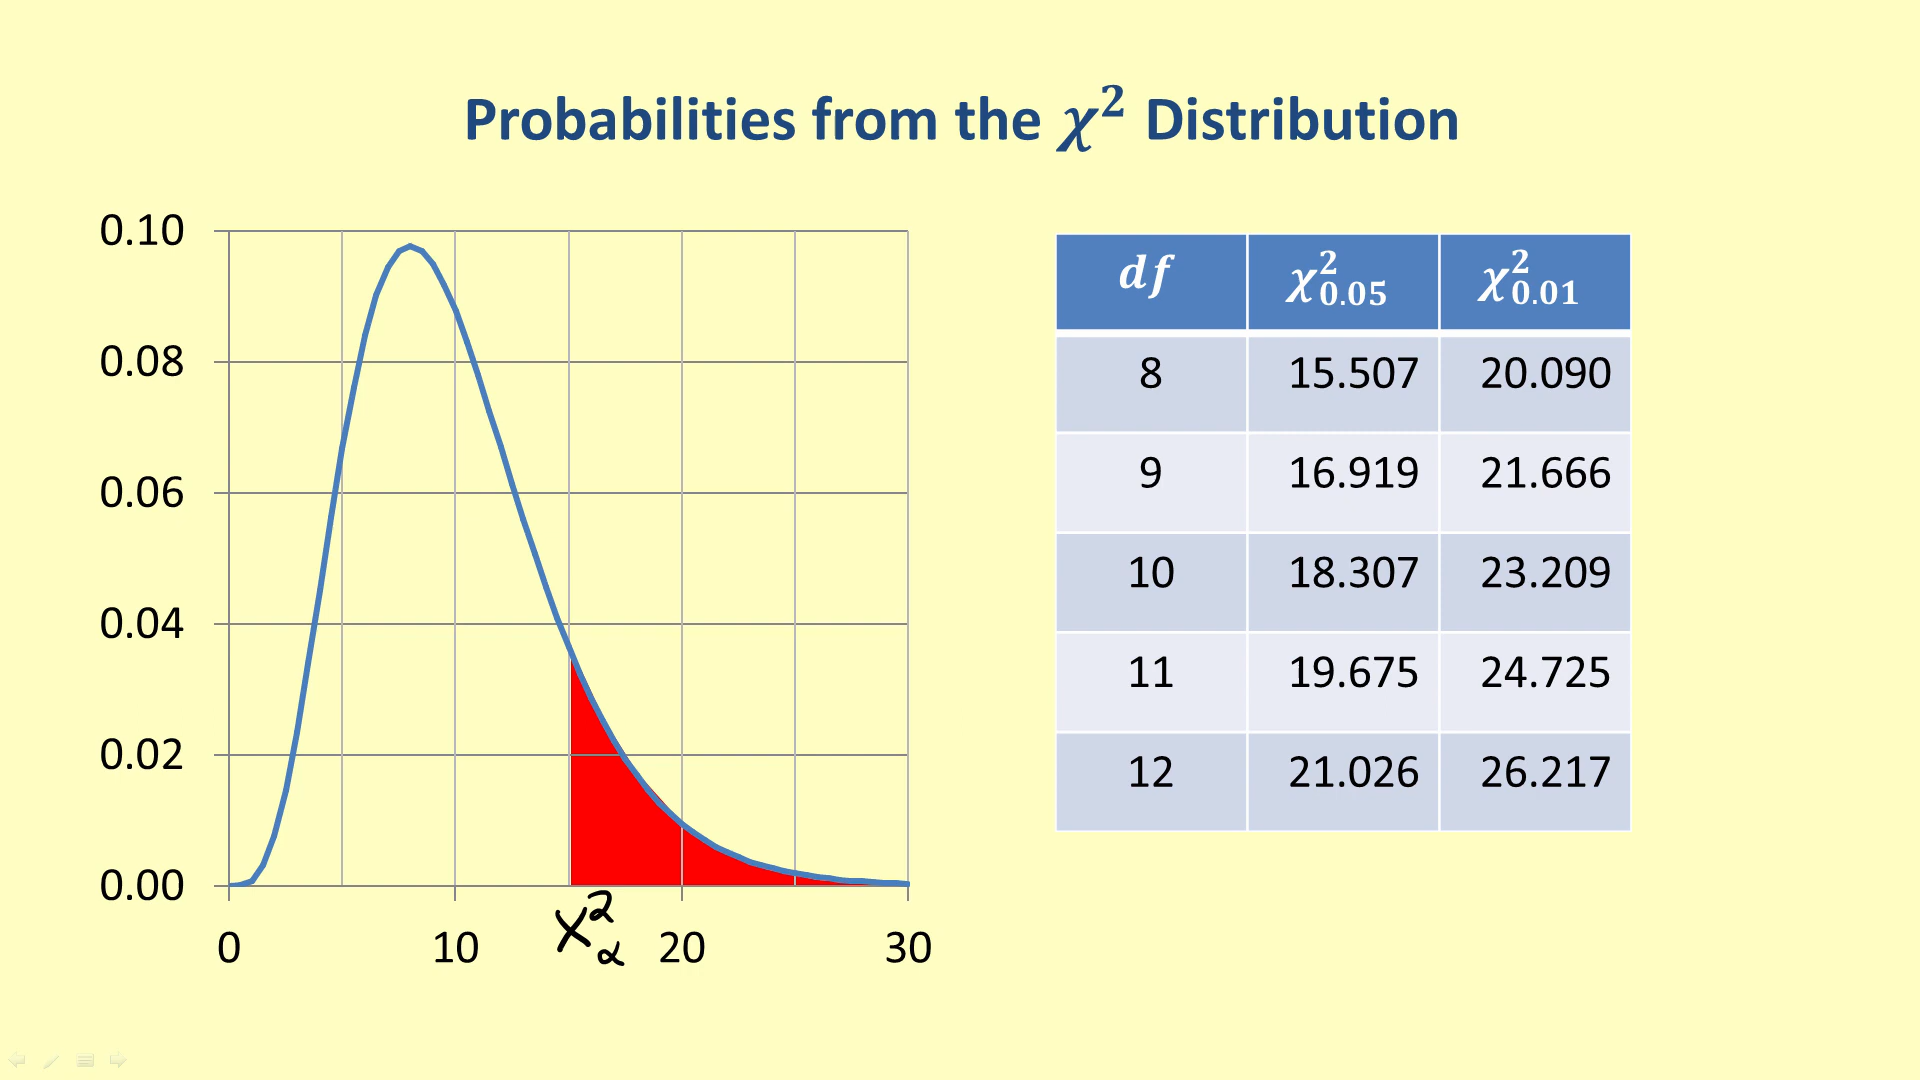 Probabilities from the χ² Distribution
0.10
0.08
0.06
0.04
0.02
0.00
0 10 20 30
χ²α
df χ²0.05 χ²0.01
8 15.507 20.090
9 16.919 21.666
10 18.307 23.209
11 19.675 24.725
12 21.026 26.217